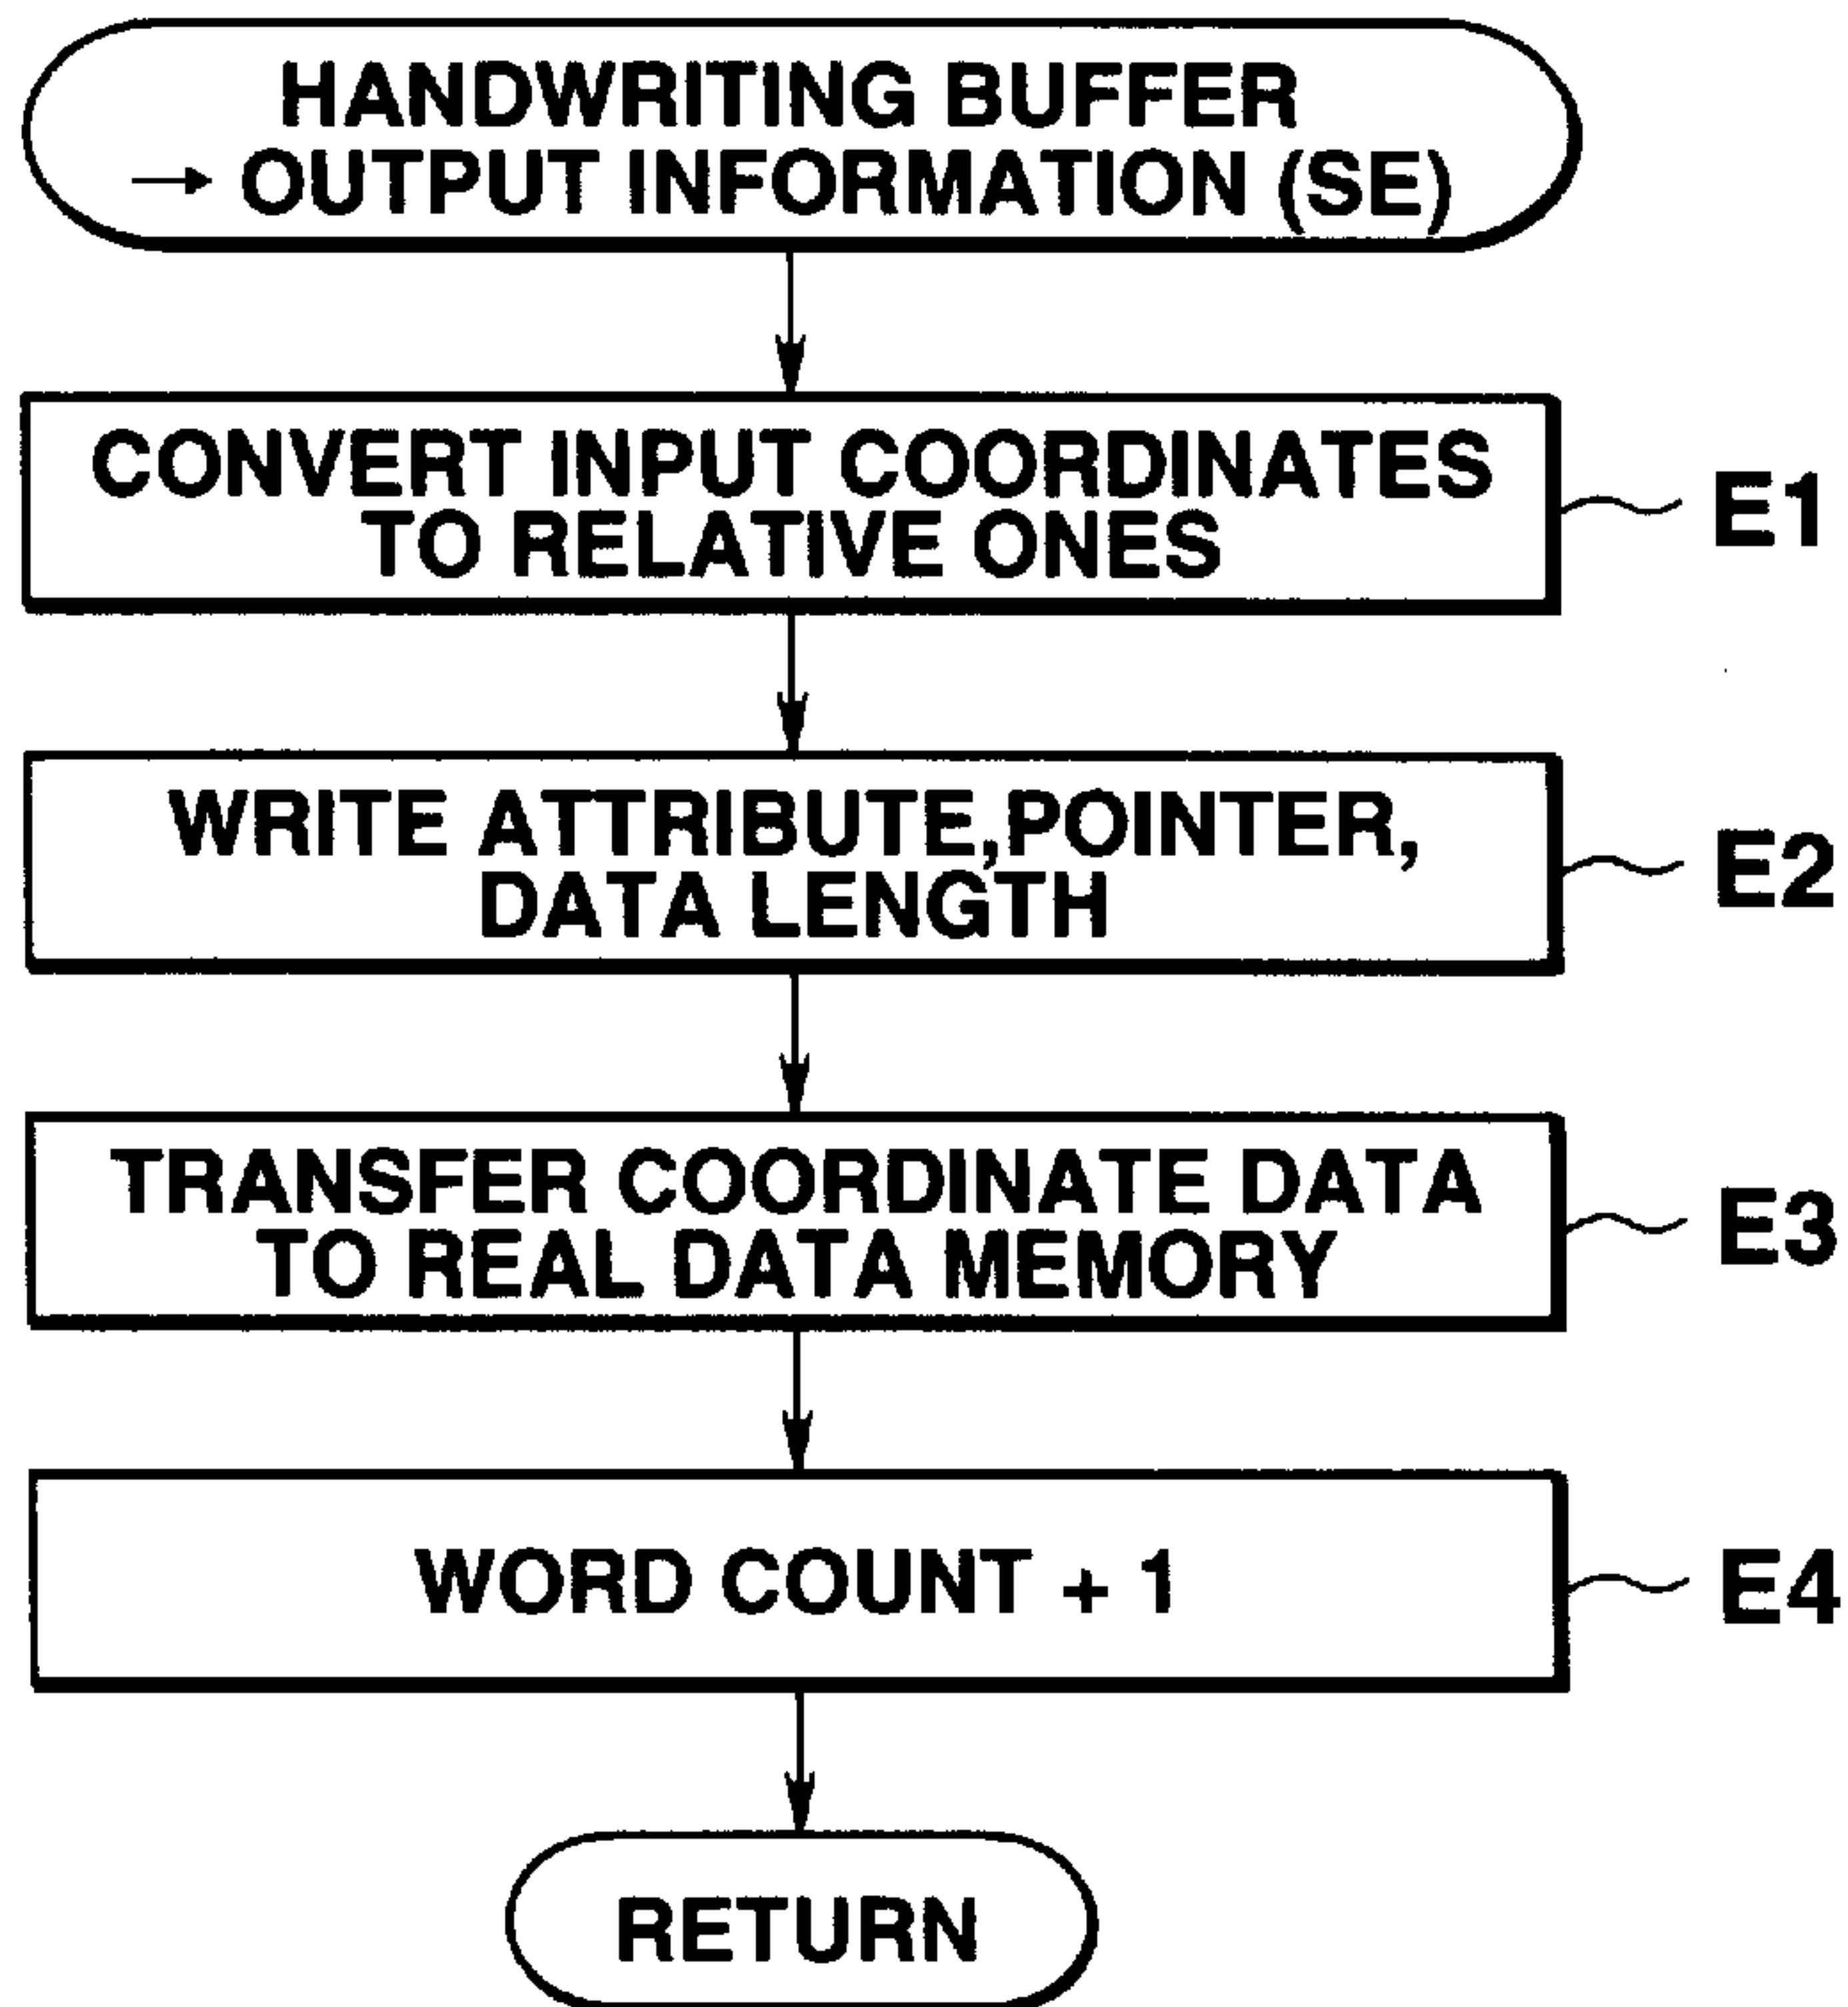 HANDWRITING BUFFER
→ OUTPUT INFORMATION (SE)
CONVERT INPUT COORDINATES
TO RELATIVE ONES
E1
WRITE ATTRIBUTE,POINTER,
DATA LENGTH
E2
TRANSFER COORDINATE DATA
TO REAL DATA MEMORY
E3
WORD COUNT + 1
E4
RETURN